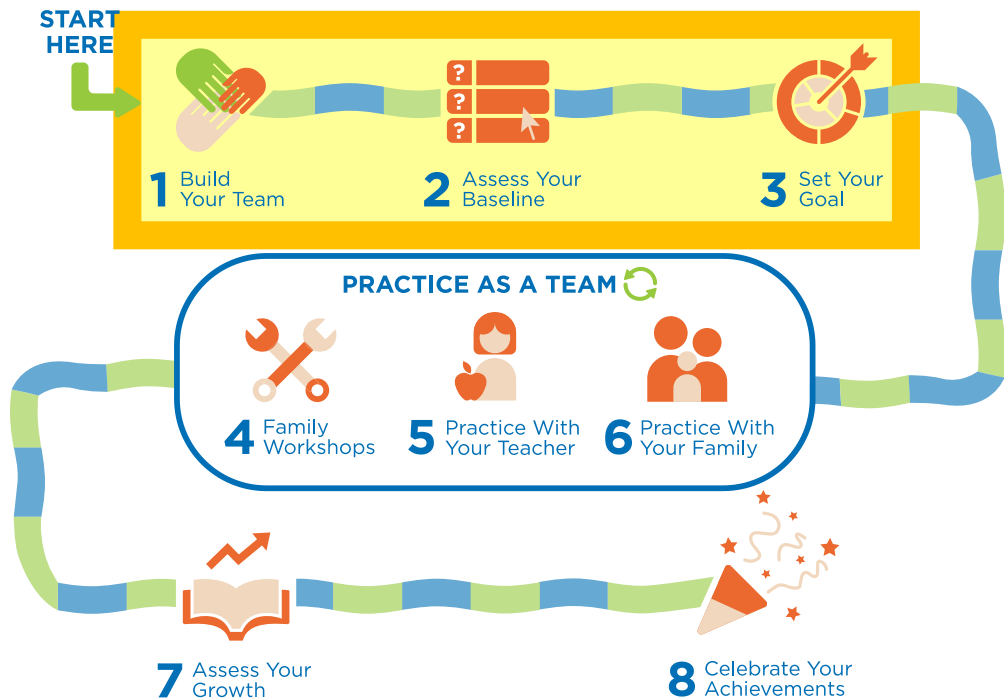 START
HERE
1 Build
Your Team
2 Assess Your
Baseline
3 Set Your
Goal
? 
?
?
PRACTICE AS A TEAM
4 Family
Workshops
5 Practice With
Your Teacher
6 Practice With
Your Family
7 Assess Your
Growth
8 Celebrate Your
Achievements